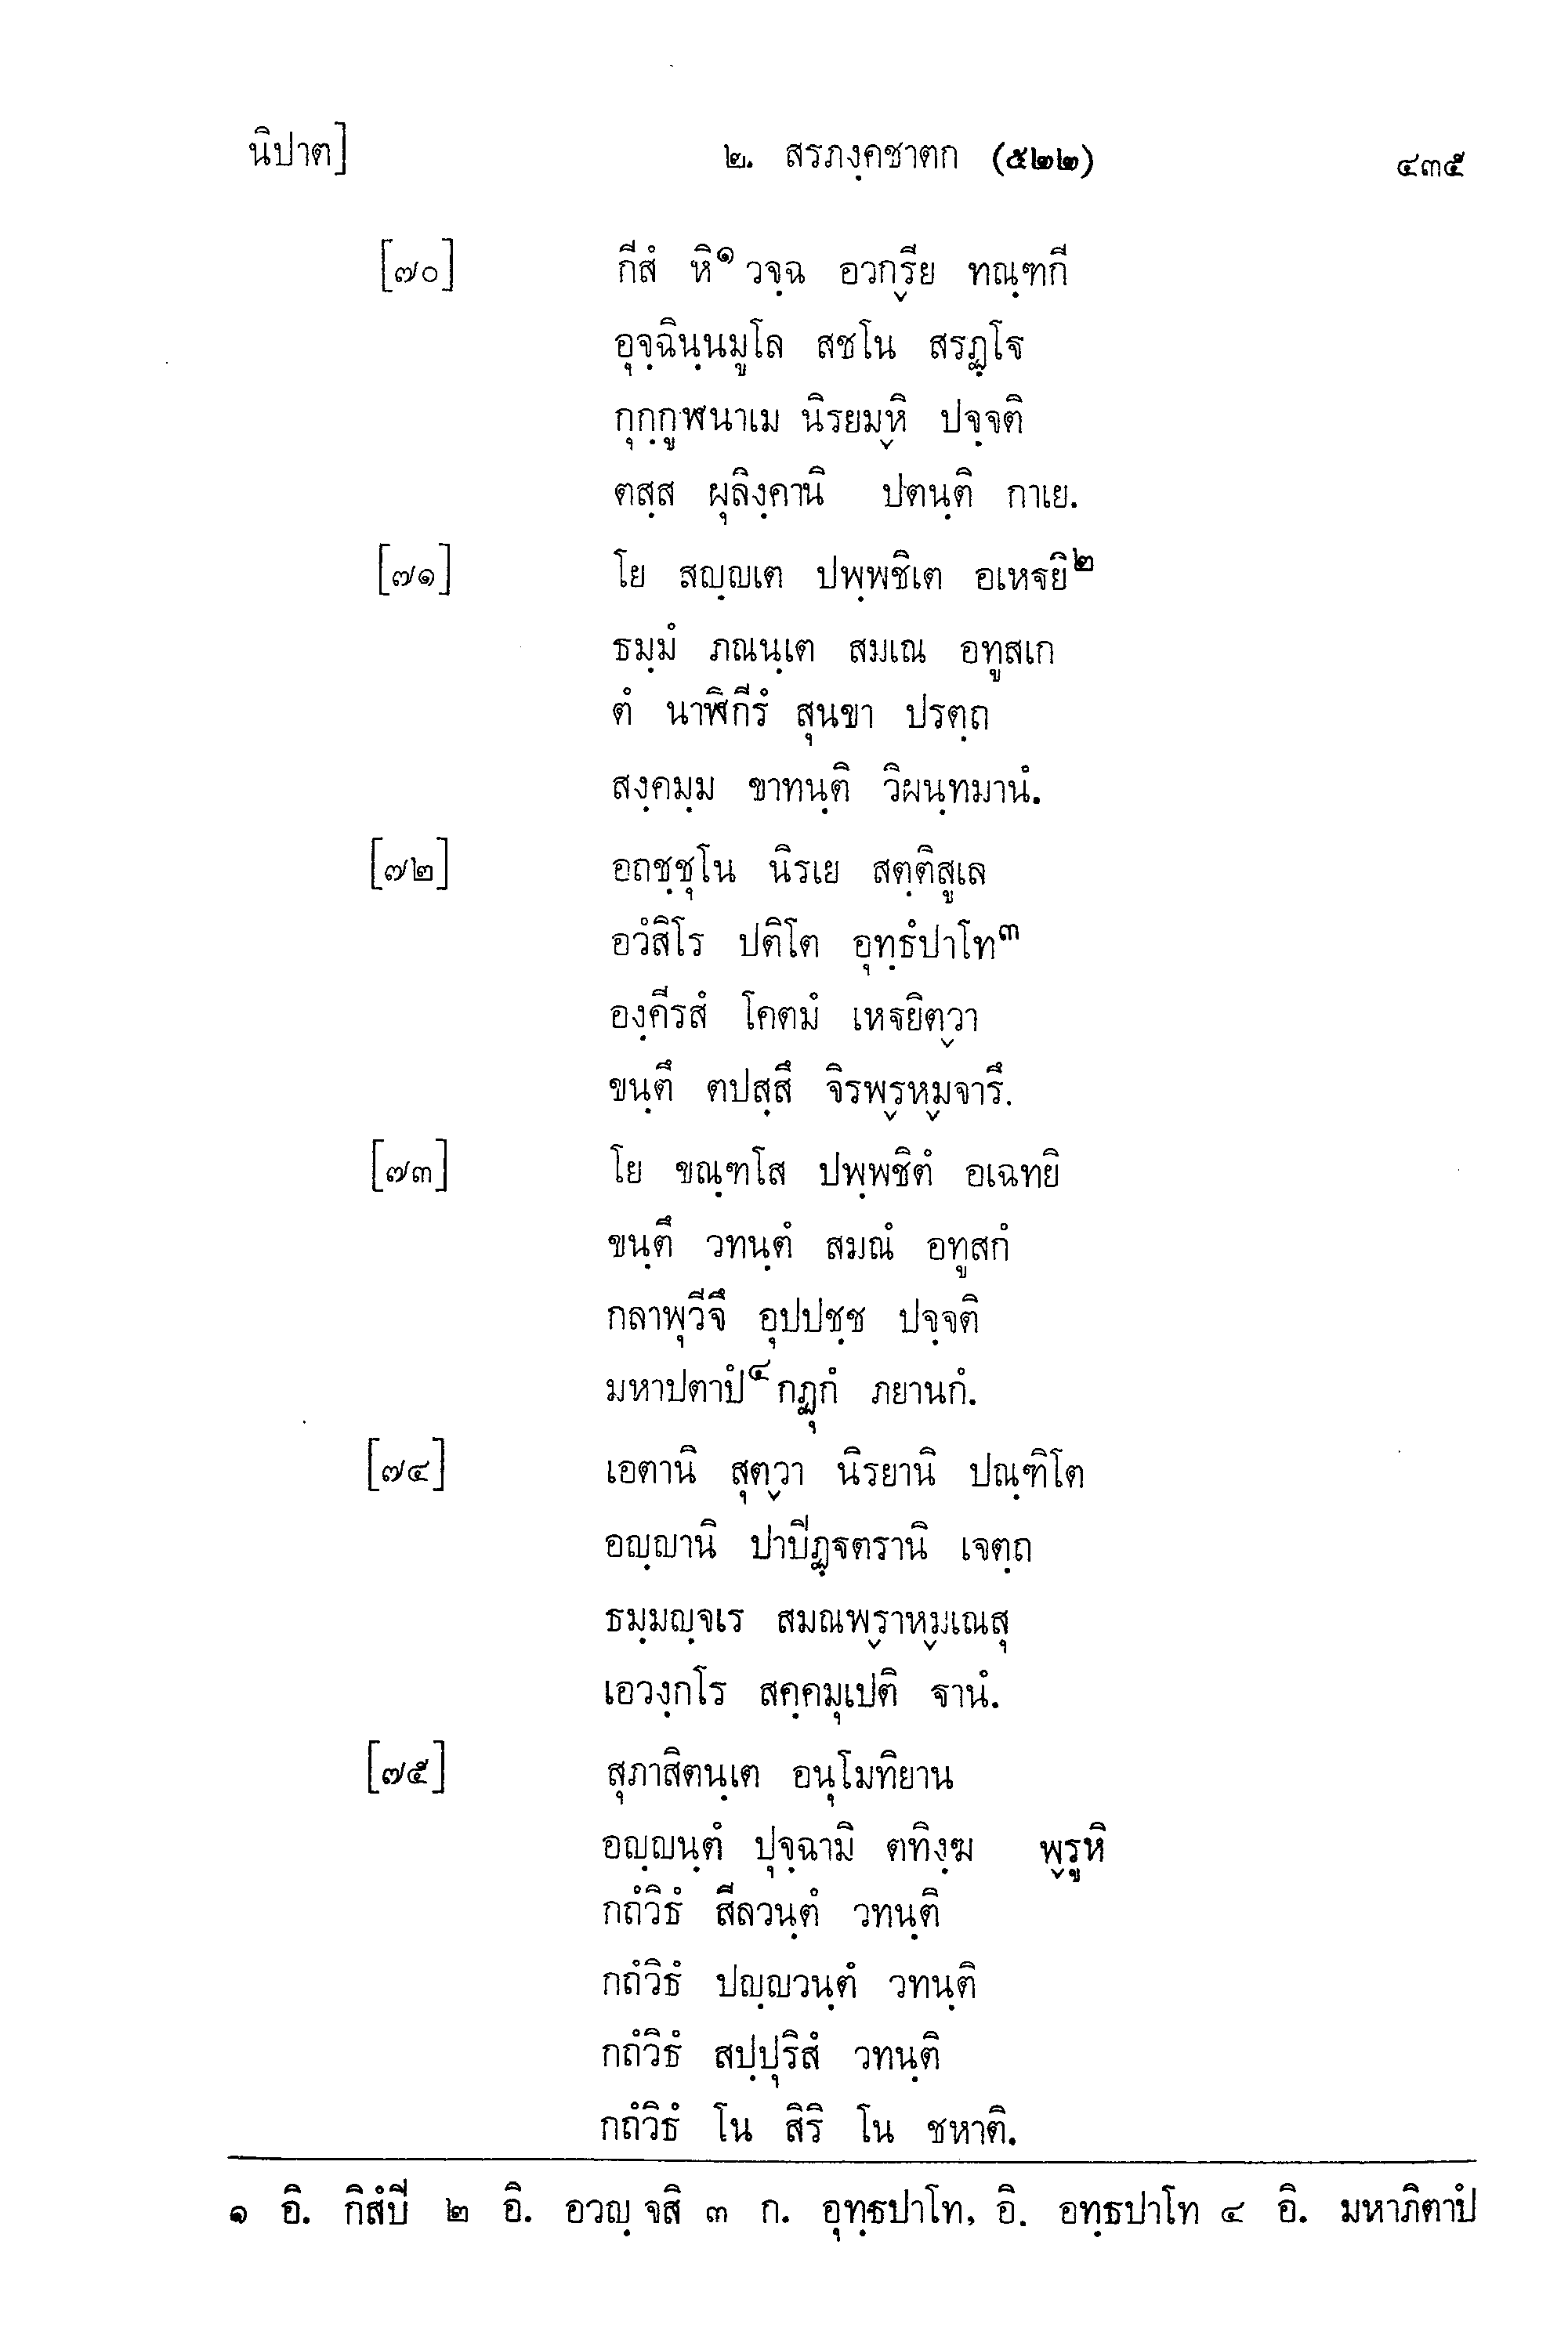 นิปาต] ๒. สรภงฺคชาตก (๕๒๒) ๔๓๕
[๗๐] กีสํ หิ๑ วจฺฉ อวกฺรีย ทณฺฑกี
อุจฺฉินฺนมูโล สชโน สรฏฺโฐ
กุกฺกูฬนาเม นิรยมฺหิ ปจฺจติ
ตสฺส ผุลิงฺคานิ ปตนฺติ กาเย.
[๗๑] โย สญฺญเต ปพฺพชิเต อเหฐยิ๒
ธมฺมํ ภณนฺเต สมเณ อทูสเก
ตํ นาฬิกีรํ สุนขา ปรตฺถ
สงฺคมฺม ขาทนฺติ วิผนฺทมานํ.
[๗๒] อถชฺชุโน นิรเย สตฺติสูเล
อวํสิโร ปติโต อุทฺธํปาโท๓
องฺคีรสํ โคตมํ เหฐยิตฺวา
ขนฺตึ ตปสฺสึ จิรพฺรหฺมจารึ.
[๗๓] โย ขณฺฑโส ปพฺพชิตํ อเฉทยิ
ขนฺตึ วทนฺตํ สมณํ อทูสกํ
กลาพุวีจึ อุปปชฺช ปจฺจติ
มหาปตาปํ๔ กฏุกํ ภยานกํ.
[๗๔] เอตานิ สุตฺวา นิรยานิ ปณฺฑิโต
อญฺญานิ ปาปิฏฺฐตรานิ เจตฺถ
ธมฺมญฺจเร สมณพฺราหฺมเณสุ
เอวงฺกโร สคฺคมุเปติ ฐานํ.
[๗๕] สุภาสิตนฺเต อนุโมทิยาน
อญฺญนฺตํ ปุจฺฉามิ ตทิงฺฆ พฺรูหิ
กถํวิธํ สีลวนฺตํ วทนฺติ
กถํวิธํ ปญฺญวนฺตํ วทนฺติ
กถํวิธํ สปฺปุริสํ วทนฺติ
กถํวิธํ โน สิริ โน ชหาติ.
๑ อิ. กิสํปิ ๒ อิ. อวญฺจสิ ๓ ก. อุทฺธปาโท, อิ. อทฺธปาโท ๔ อิ. มหาภิตาปํ